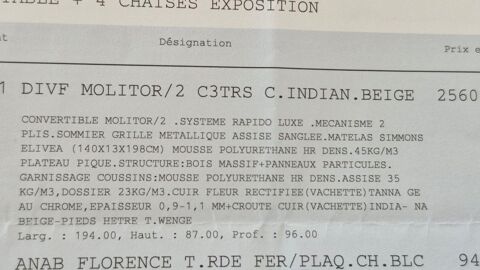 TABLE + 4 CHAISES EXPOSITION
Désignation Prix e
1 DIVF MOLITOR/2 C3TRS C.INDIAN.BEIGE 2560
CONVERTIBLE MOLITOR/2 .SYSTEME RAPIDO LUXE .MECANISME 2
PLIS.SOMMIER GRILLE METALLIQUE ASSISE SANGLEE.MATELAS SIMMONS
ELIVEA (140X13X198CM) MOUSSE POLYURETHANE HR DENS.45KG/M3
PLATEAU PIQUE.STRUCTURE:BOIS MASSIF+PANNEAUX PARTICULES.
GARNISSAGE COUSSINS:MOUSSE POLYURETHANE HR DENS.ASSISE 35
KG/M3,DOSSIER 23KG/M3.CUIR FLEUR RECTIFIEE(VACHETTE)TANNA GE
AU CHROME,EPAISSEUR 0,9-1,1 MM+CROUTE CUIR(VACHETTE)INDIA- NA
BEIGE-PIEDS HETRE T.WENGE
Larg. : 194.00, Haut. : 87.00, Prof. : 96.00
ANAB FLORENCE T.RDE FER/PLAQ.CH.BLC 94